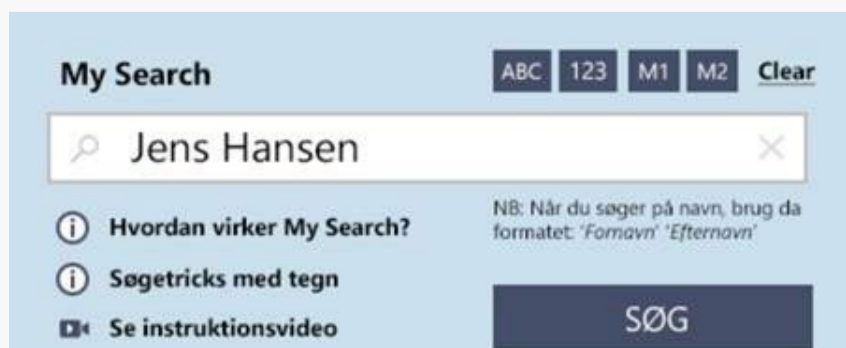 My Search
ABC 123 M1 M2 Clear
Jens Hansen
Hvordan virker My Search?
Søgetricks med tegn
Se instruktionsvideo
NB: Når du søger på navn, brug da
formatet: 'Fornavn' 'Efternavn'
SØG